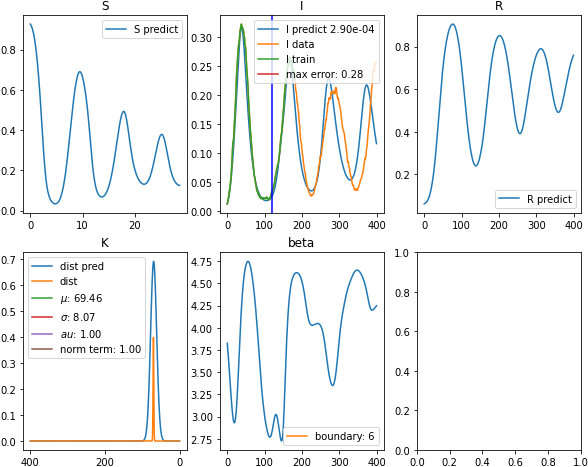 S
I
R
S predict
I predict 2.90e-04
I data
I train
max error: 0.28
R predict
0.8
0.6
0.4
0.2
0.0
0 10 20
0.30
0.25
0.20
0.15
0.10
0.05
0.00
0 100 200 300 400
0.8
0.6
0.4
0.2
0 100 200 300 400
K
beta
dist pred
dist
μ: 69.46
σ: 8.07
au: 1.00
norm term: 1.00
boundary: 6
0.7
0.6
0.5
0.4
0.3
0.2
0.1
0.0
400 200 0
4.75
4.50
4.25
4.00
3.75
3.50
3.25
3.00
2.75
0 100 200 300 400
1.0
0.8
0.6
0.4
0.2
0.0
0.0 0.2 0.4 0.6 0.8 1.0